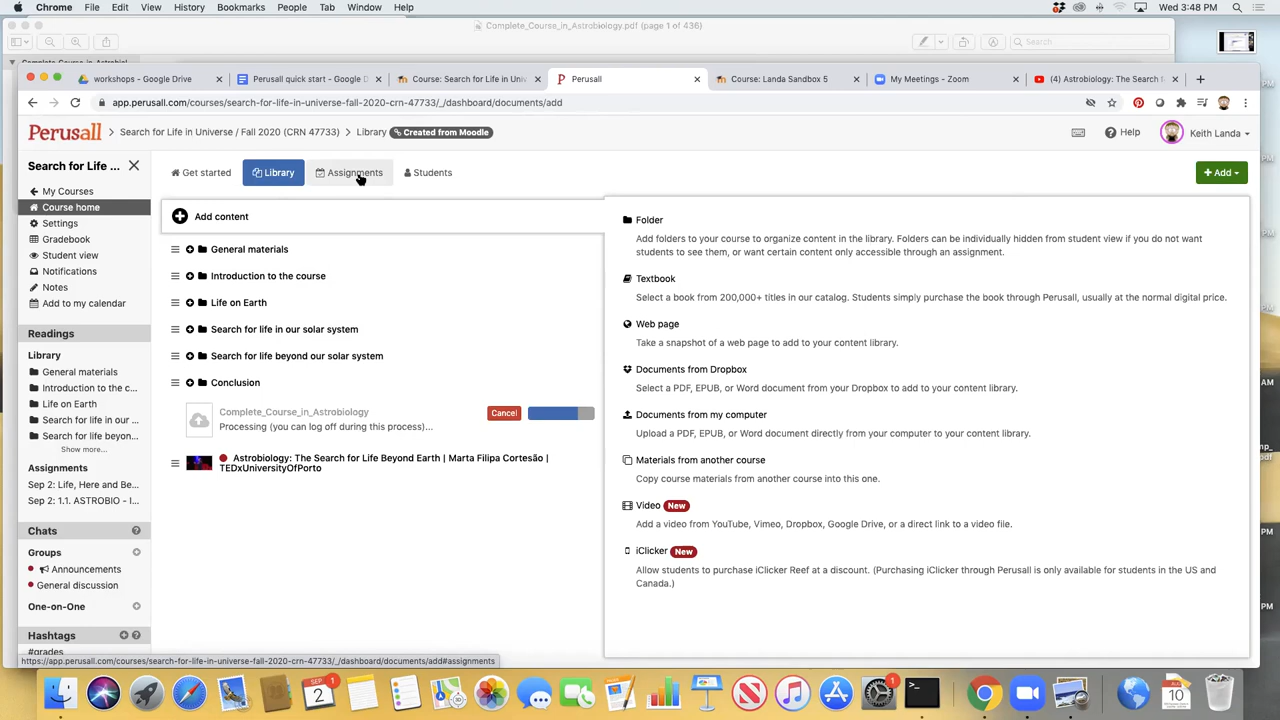 Chrome File Edit View History Bookmarks People Tab Window Help Wed 3:48 PM
Complete_Course_in_Astrobiology.pdf (page 1 of 436)
Search
workshops - Google Drive
Perusall quick start - Google D
Course: Search for Life in Univ
Perusall
Course: Landa Sandbox 5
My Meetings - Zoom
(4) Astrobiology: The Search f
app.perusall.com/courses/search-for-life-in-universe-fall-2020-crn-47733/_/dashboard/documents/add
Perusall Search for Life in Universe / Fall 2020 (CRN 47733) Library Created from Moodle Help Keith Landa
Search for Life ...
Get started Library Assignments Students + Add
My Courses
Course home
Settings
Gradebook
Student view
Notifications
Notes
Add to my calendar
Readings
Library
General materials
Introduction to the c...
Life on Earth
Search for life in our ...
Search for life beyon...
Show more...
Assignments
Sep 2: Life, Here and Be...
Sep 2: 1.1. ASTROBIO - I...
Chats
Groups
Announcements
General discussion
One-on-One
Hashtags
#grades
Add content
General materials
Introduction to the course
Life on Earth
Search for life in our solar system
Search for life beyond our solar system
Conclusion
Complete_Course_in_Astrobiology
Processing (you can log off during this process)...
Cancel
Astrobiology: The Search for Life Beyond Earth | Marta Filipa Cortesão |
TEDxUniversityOfPorto
Folder
Add folders to your course to organize content in the library. Folders can be individually hidden from student view if you do not want
students to see them, or want certain content only accessible through an assignment.
Textbook
Select a book from 200,000+ titles in our catalog. Students simply purchase the book through Perusall, usually at the normal digital price.
Web page
Take a snapshot of a web page to add to your content library.
Documents from Dropbox
Select a PDF, EPUB, or Word document from your Dropbox to add to your content library.
Documents from my computer
Upload a PDF, EPUB, or Word document directly from your computer to your content library.
Materials from another course
Copy course materials from another course into this one.
Video New
Add a video from YouTube, Vimeo, Dropbox, Google Drive, or a direct link to a video file.
iClicker New
Allow students to purchase iClicker Reef at a discount. (Purchasing iClicker through Perusall is only available for students in the US and
Canada.)
https://app.perusall.com/courses/search-for-life-in-universe-fall-2020-crn-47733/_/dashboard/documents/add#assignments
SEP
2
1
1
10